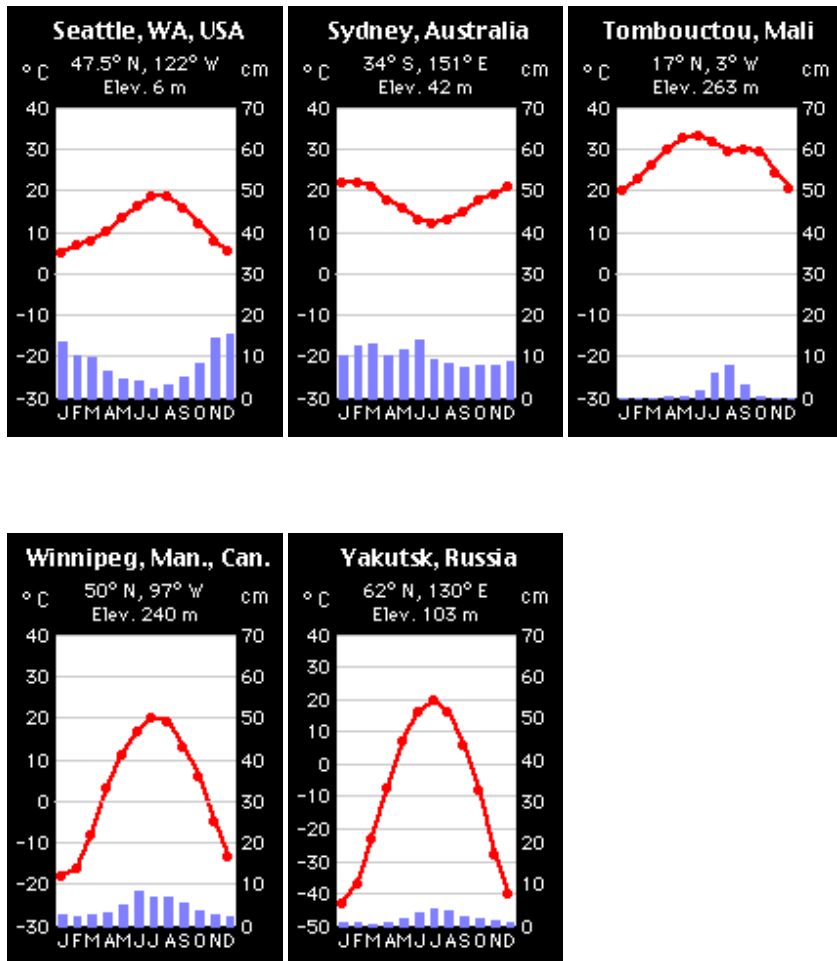 Seattle, WA, USA
° C 47.5° N, 122° W cm
Elev. 6 m
40 70
30 60
20 50
10 40
0 30
-10 20
-20 10
-30 0
J F M A M J J A S O N D
Sydney, Australia
° C 34° S, 151° E cm
Elev. 42 m
40 70
30 60
20 50
10 40
0 30
-10 20
-20 10
-30 0
J F M A M J J A S O N D
Tombouctou, Mali
° C 17° N, 3° W cm
Elev. 263 m
40 70
30 60
20 50
10 40
0 30
-10 20
-20 10
-30 0
J F M A M J J A S O N D
Winnipeg, Man., Can.
° C 50° N, 97° W cm
Elev. 240 m
40 70
30 60
20 50
10 40
0 30
-10 20
-20 10
-30 0
J F M A M J J A S O N D
Yakutsk, Russia
° C 62° N, 130° E cm
Elev. 103 m
40 70
30
20 60
10 50
0 40
-10
-20 30
-30 20
-40 10
-50 0
J F M A M J J A S O N D